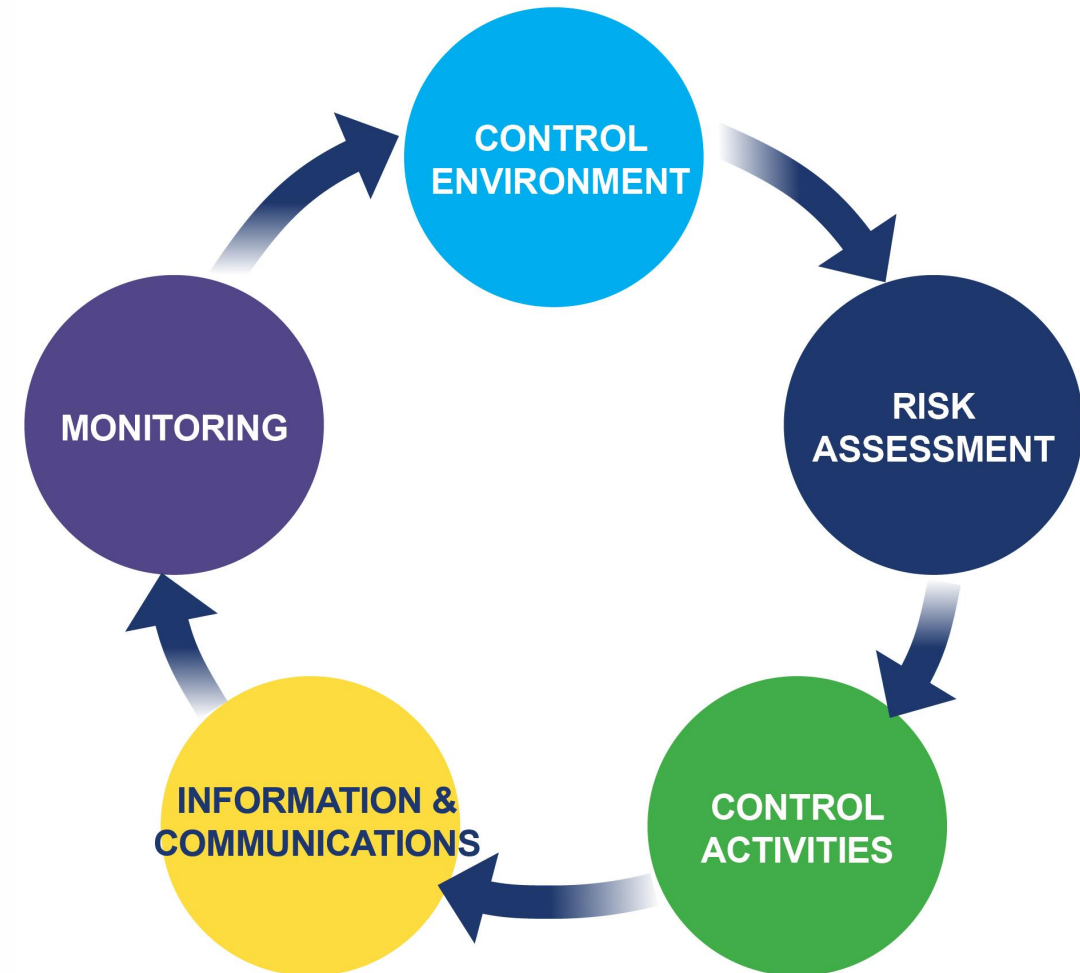 CONTROL
ENVIRONMENT
RISK
ASSESSMENT
CONTROL
ACTIVITIES
INFORMATION &
COMMUNICATIONS
MONITORING